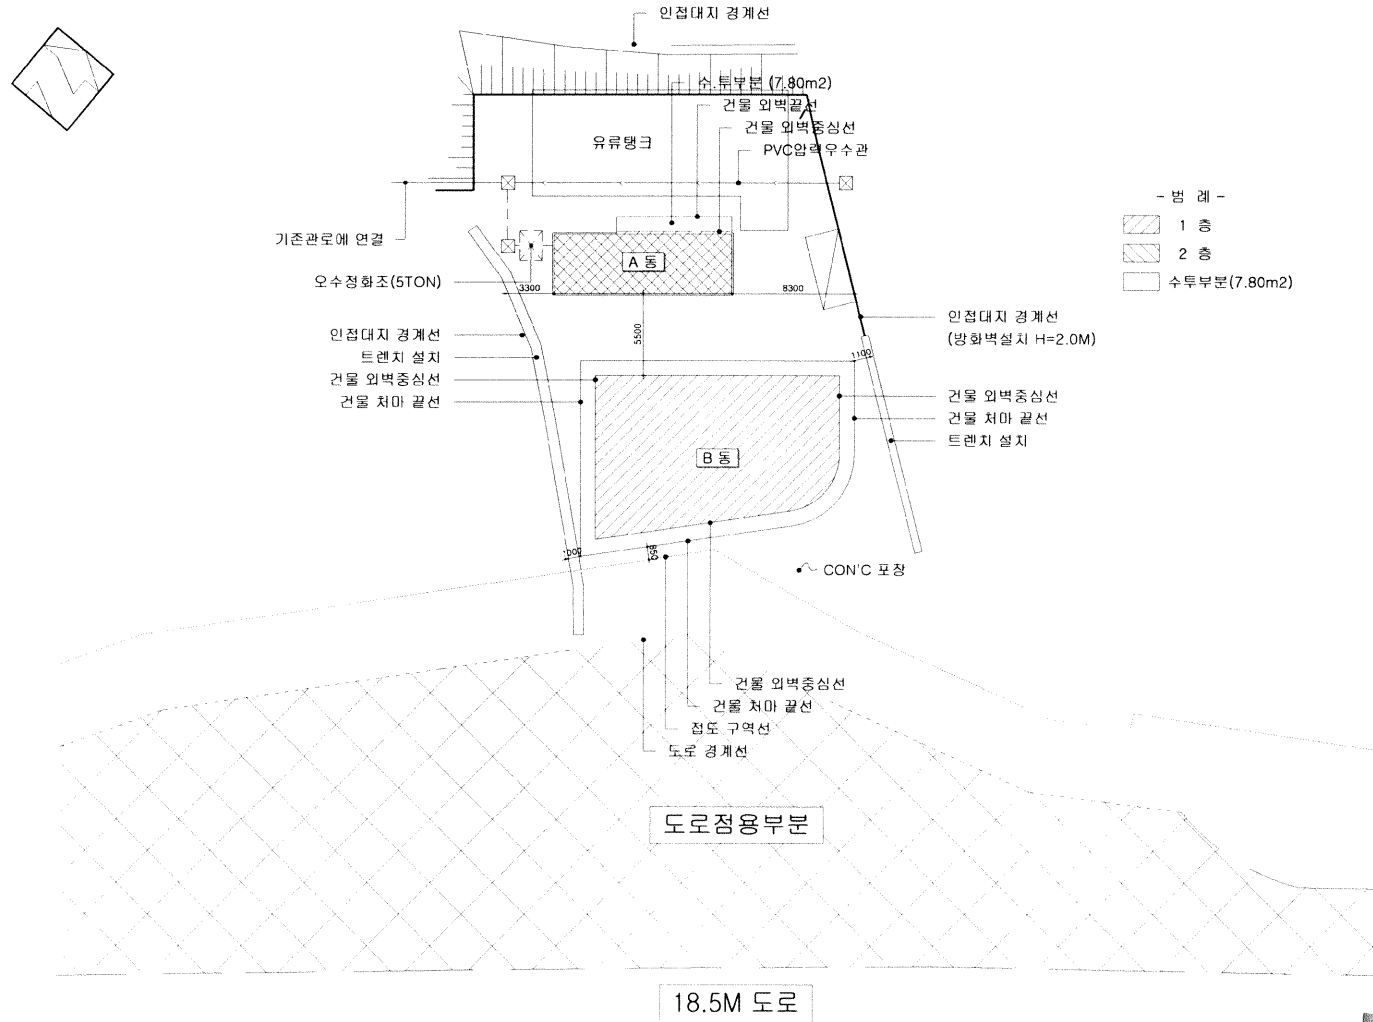 인접대지 경계선
수.투부분 (7.80m2)
건물 외벽끝선
건물 외벽중심선
유류탱크
PVC압력우수관
- 범 례 -
1 층
2 층
수투부분(7.80m2)
기존관로에 연결
A 동
오수정화조(5TON)
3300
8300
5500
인접대지 경계선
트렌치 설치
건물 외벽중심선
건물 처마 끝선
인접대지 경계선
(방화벽설치 H=2.0M)
1100
건물 외벽중심선
건물 처마 끝선
트렌치 설치
B 동
1000
850
CON'C 포장
건물 외벽중심선
건물 처마 끝선
접도 구역선
도로 경계선
도로점용부분
18.5M 도로